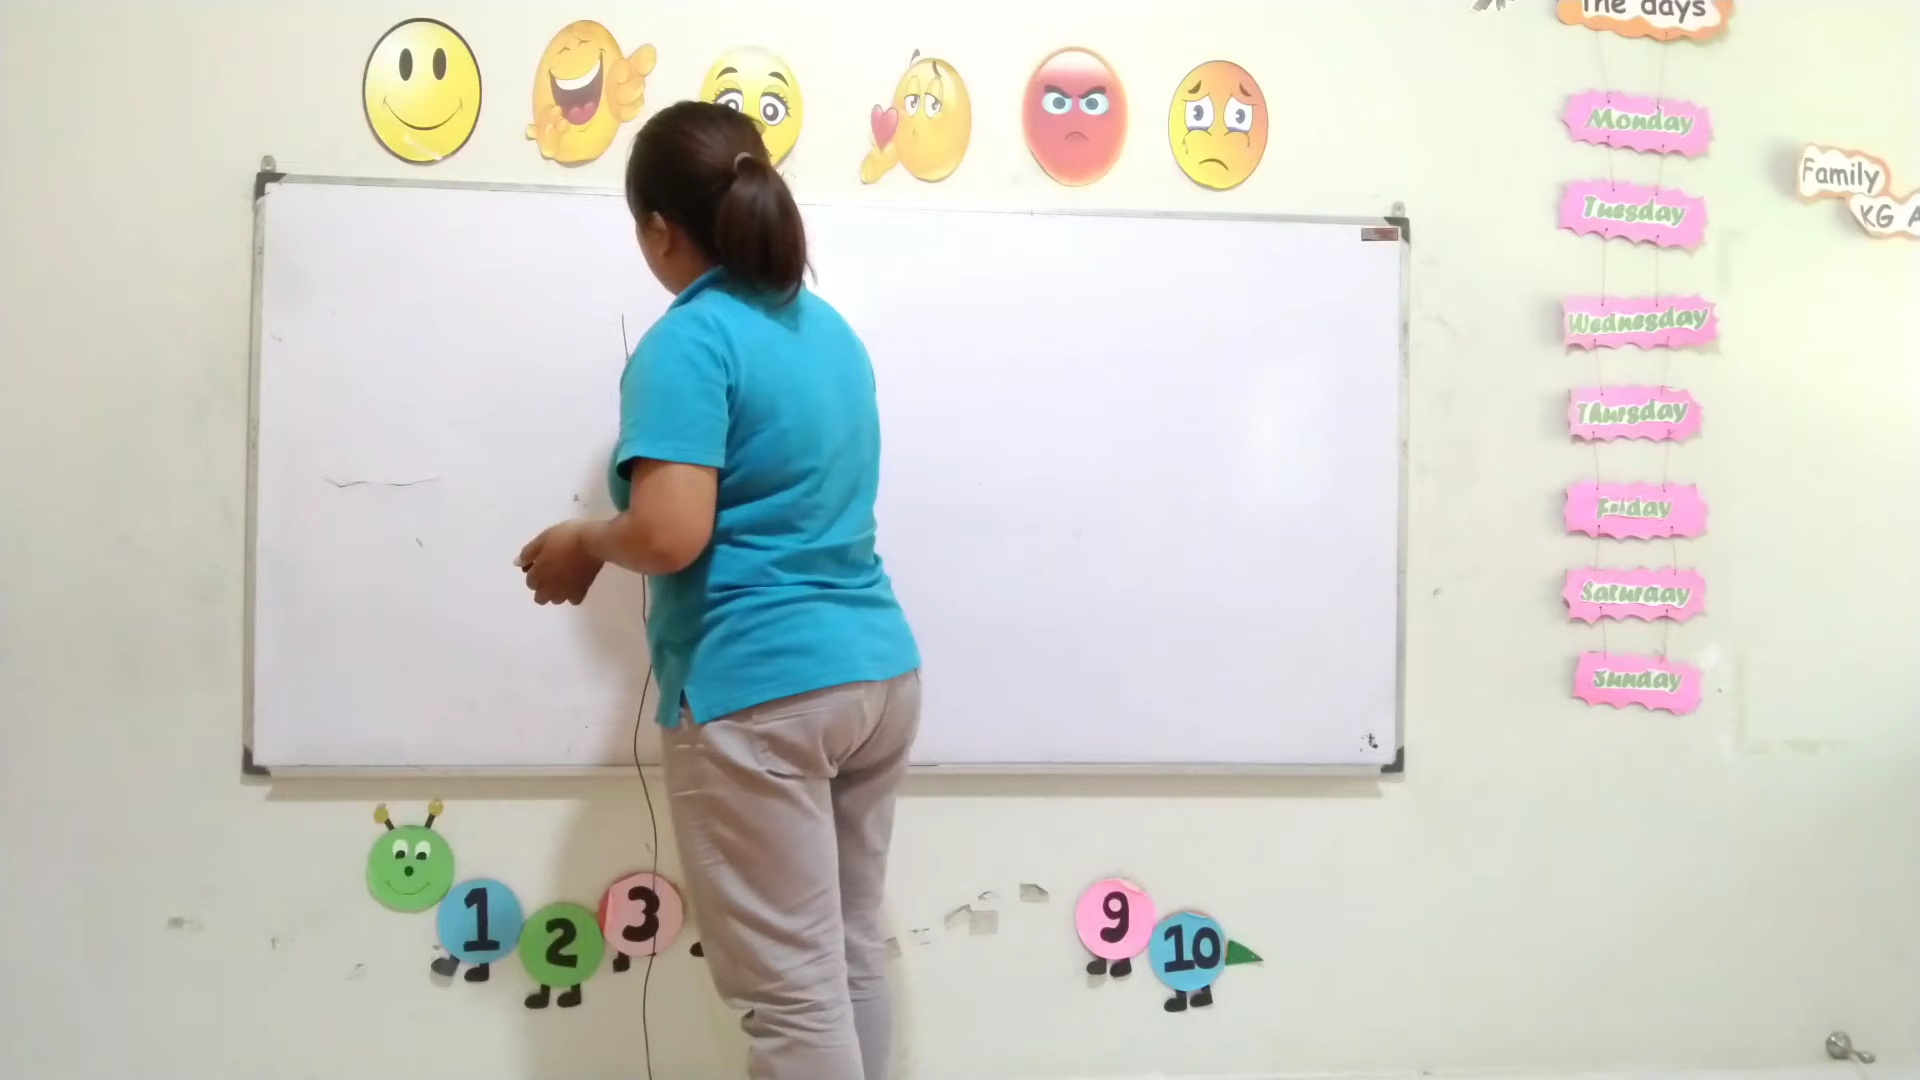 The days
Monday
Tuesday
Wednesday
Thursday
Friday
Saturday
Sunday
Family
KG A
1
2
3
9
10